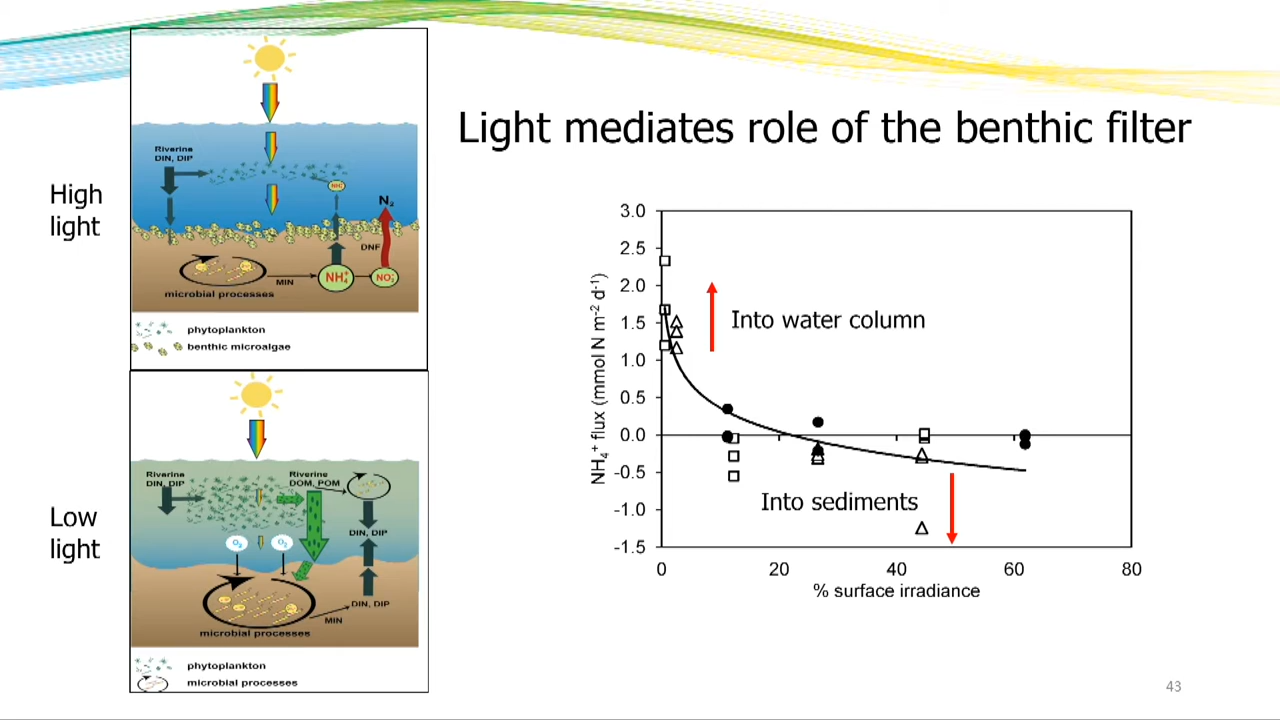 Light mediates role of the benthic filter
High
light
Riverine
DIN, DIP
N₂
DNF
MIN
NH₄⁺
NO₃⁻
microbial processes
phytoplankton
benthic microalgae
Low
light
Riverine
DIN, DIP
Riverine
DOM, POM
O₂
O₂
DIN, DIP
DIN, DIP
MIN
microbial processes
phytoplankton
microbial processes
NH₄⁺ flux (mmol N m⁻² d⁻¹)
3.0
2.5
2.0
1.5
1.0
0.5
0.0
-0.5
-1.0
-1.5
Into water column
Into sediments
0
20
40
60
80
% surface irradiance
43